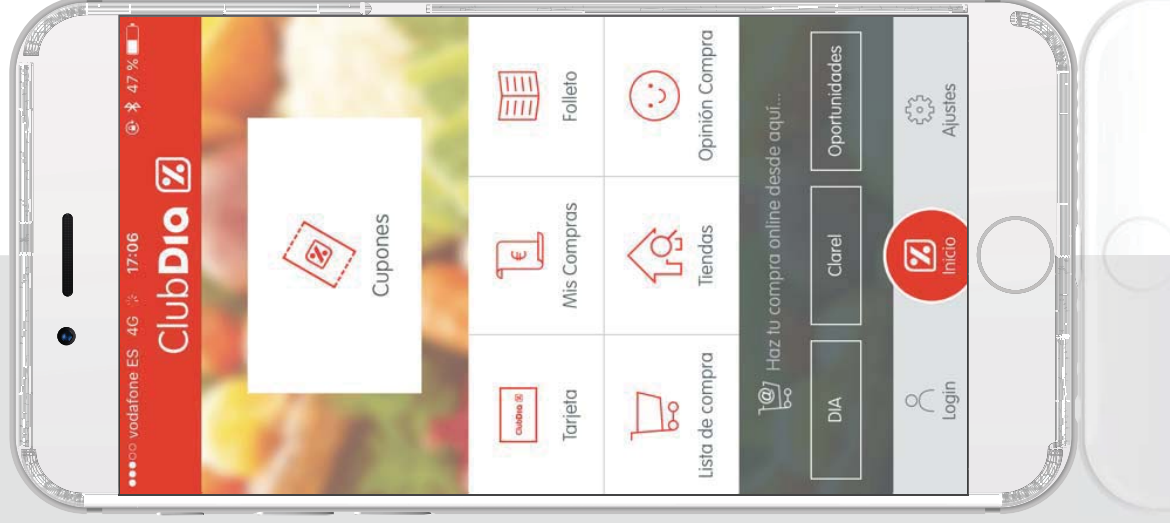 vodafone ES 4G 17:06 47 %
ClubDIA
Cupones
ClubDIA
Tarjeta
Mis Compras
Folleto
Lista de compra
Tiendas
Opinión Compra
Haz tu compra online desde aquí...
DIA
Clarel
Oportunidades
Login
Inicio
Ajustes